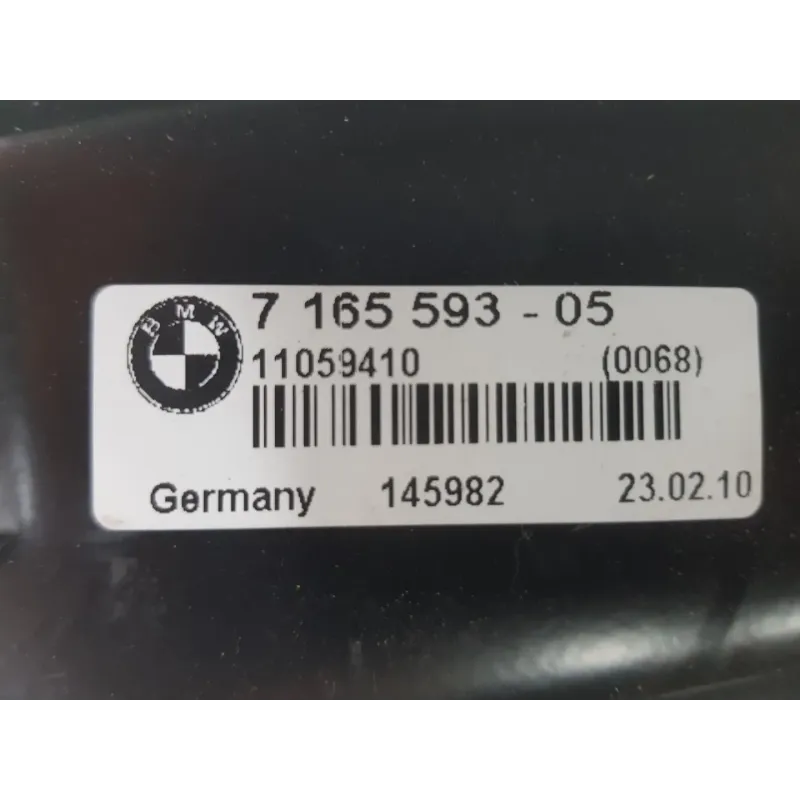 BMW
7 165 593 - 05
11059410 (0068)
Germany 145982 23.02.10